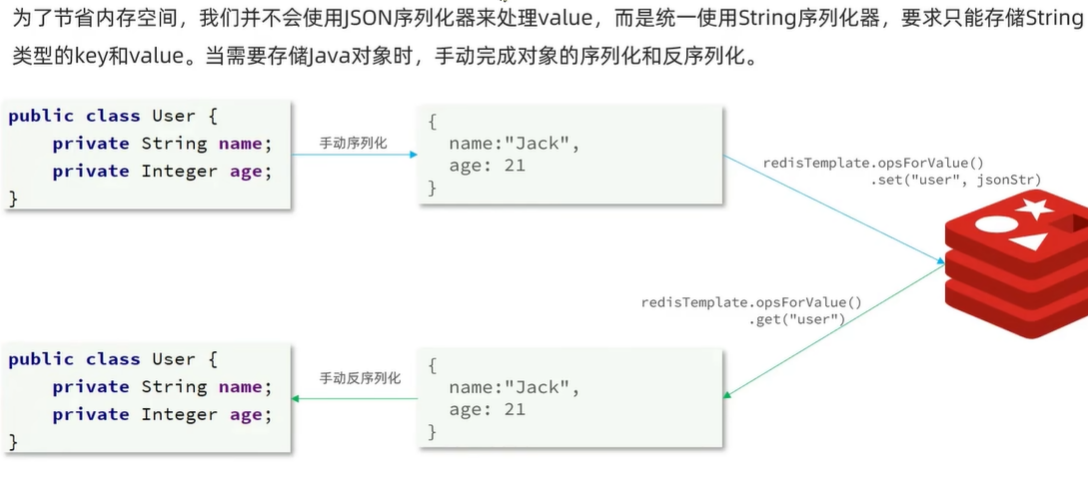 为了节省内存空间，我们并不会使用JSON序列化器来处理value，而是统一使用String序列化器，要求只能存储String
类型的key和value。当需要存储Java对象时，手动完成对象的序列化和反序列化。
public class User {
    private String name;
    private Integer age;
}
手动序列化
{
  name:"Jack",
  age: 21
}
redisTemplate.opsForValue()
.set("user", jsonStr)
redisTemplate.opsForValue()
.get("user")
{
  name:"Jack",
  age: 21
}
手动反序列化
public class User {
    private String name;
    private Integer age;
}